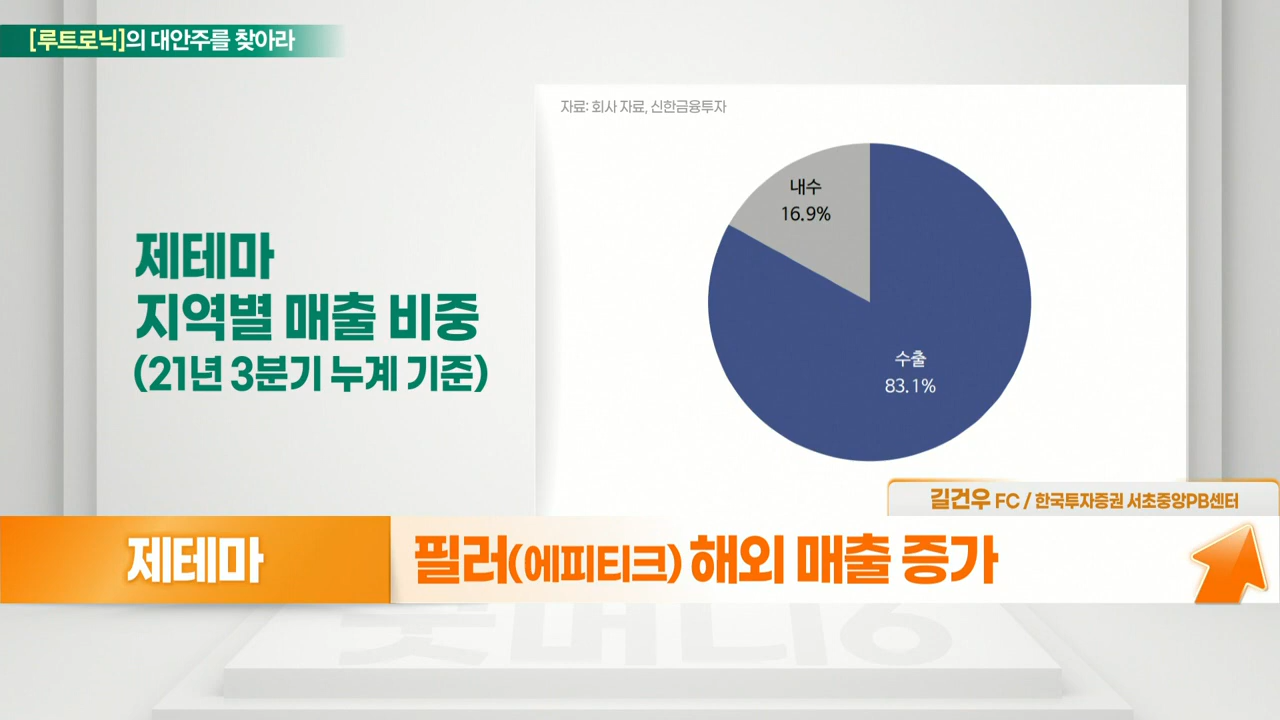 [루트로닉]의 대안주를 찾아라
자료: 회사 자료, 신한금융투자
내수
16.9%
수출
83.1%
제테마
지역별 매출 비중
(21년 3분기 누계 기준)
길건우 FC / 한국투자증권 서초중앙PB센터
제테마
필러(에피티크) 해외 매출 증가
머니6